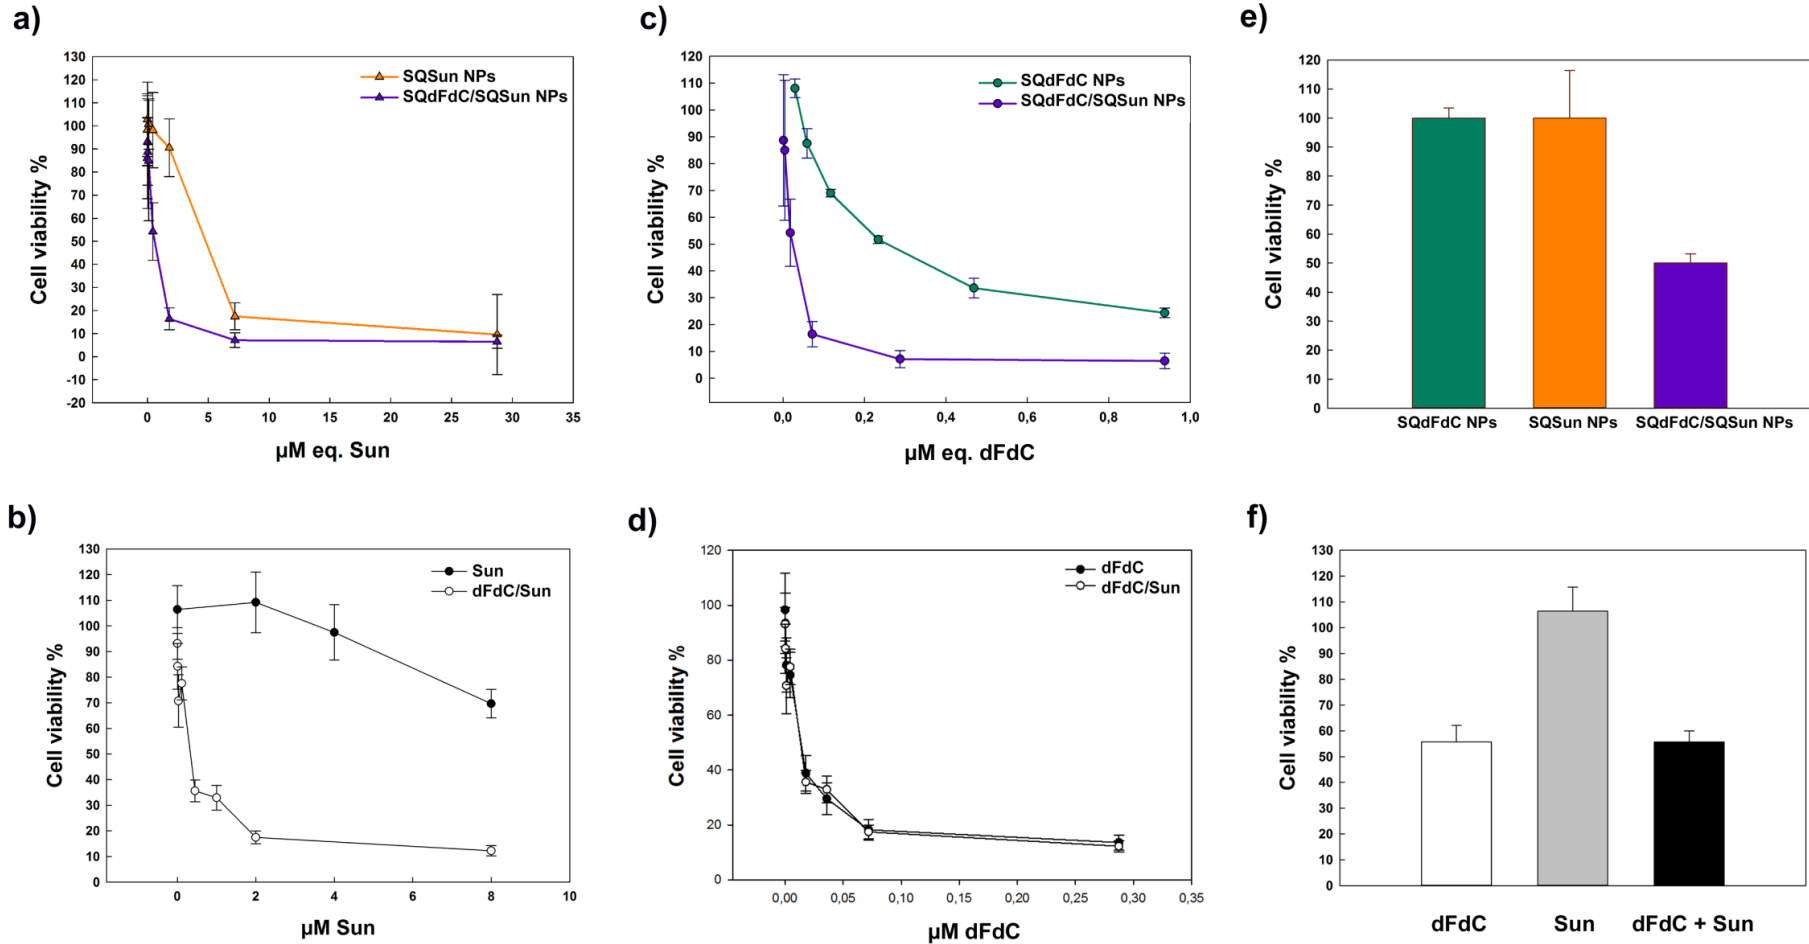 a)
130
120
110
100
90
80
70
60
50
40
30
20
10
0
-10
-20
Cell viability %
SQSun NPs
SQdFdC/SQSun NPs
0 5 10 15 20 25 30 35
µM eq. Sun
c)
120
110
100
90
80
70
60
50
40
30
20
10
0
Cell viability %
SQdFdC NPs
SQdFdC/SQSun NPs
0,0 0,2 0,4 0,6 0,8 1,0
µM eq. dFdC
e)
120
110
100
90
80
70
60
50
40
30
20
10
0
Cell viability %
SQdFdC NPs SQSun NPs SQdFdC/SQSun NPs
b)
130
120
110
100
90
80
70
60
50
40
30
20
10
0
Cell viability %
Sun
dFdC/Sun
0 2 4 6 8 10
µM Sun
d)
120
100
80
60
40
20
0
Cell viability %
dFdC
dFdC/Sun
0,00 0,05 0,10 0,15 0,20 0,25 0,30 0,35
µM dFdC
f)
130
120
110
100
90
80
70
60
50
40
30
20
10
0
Cell viability %
dFdC Sun dFdC + Sun